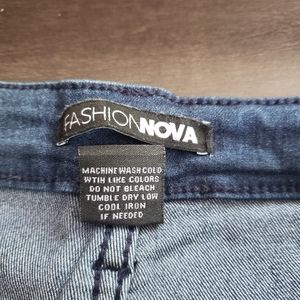 FASHIONNOVA
MACHINE WASH COLD
WTIH LIKE COLORS
DO NOT BLEACH
TUMBLE DRY LOW
COOL IRON
IF NEEDED